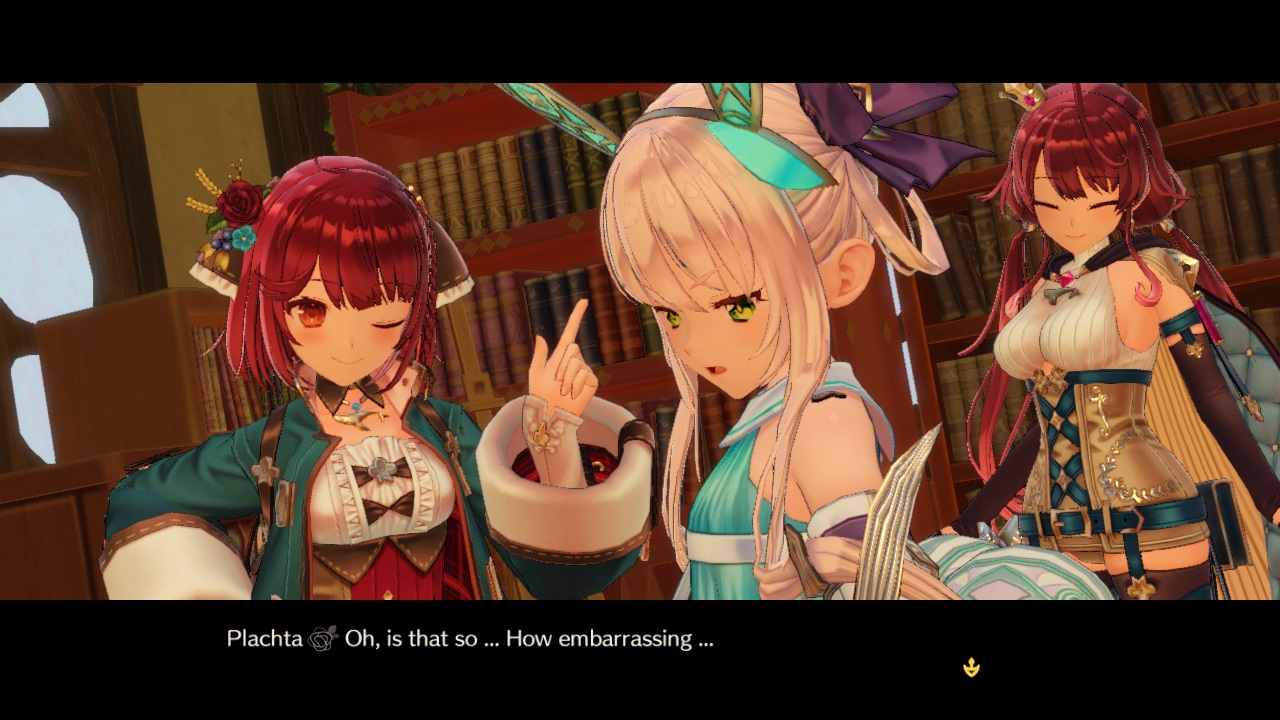 Plachta Oh, is that so ... How embarrassing ...